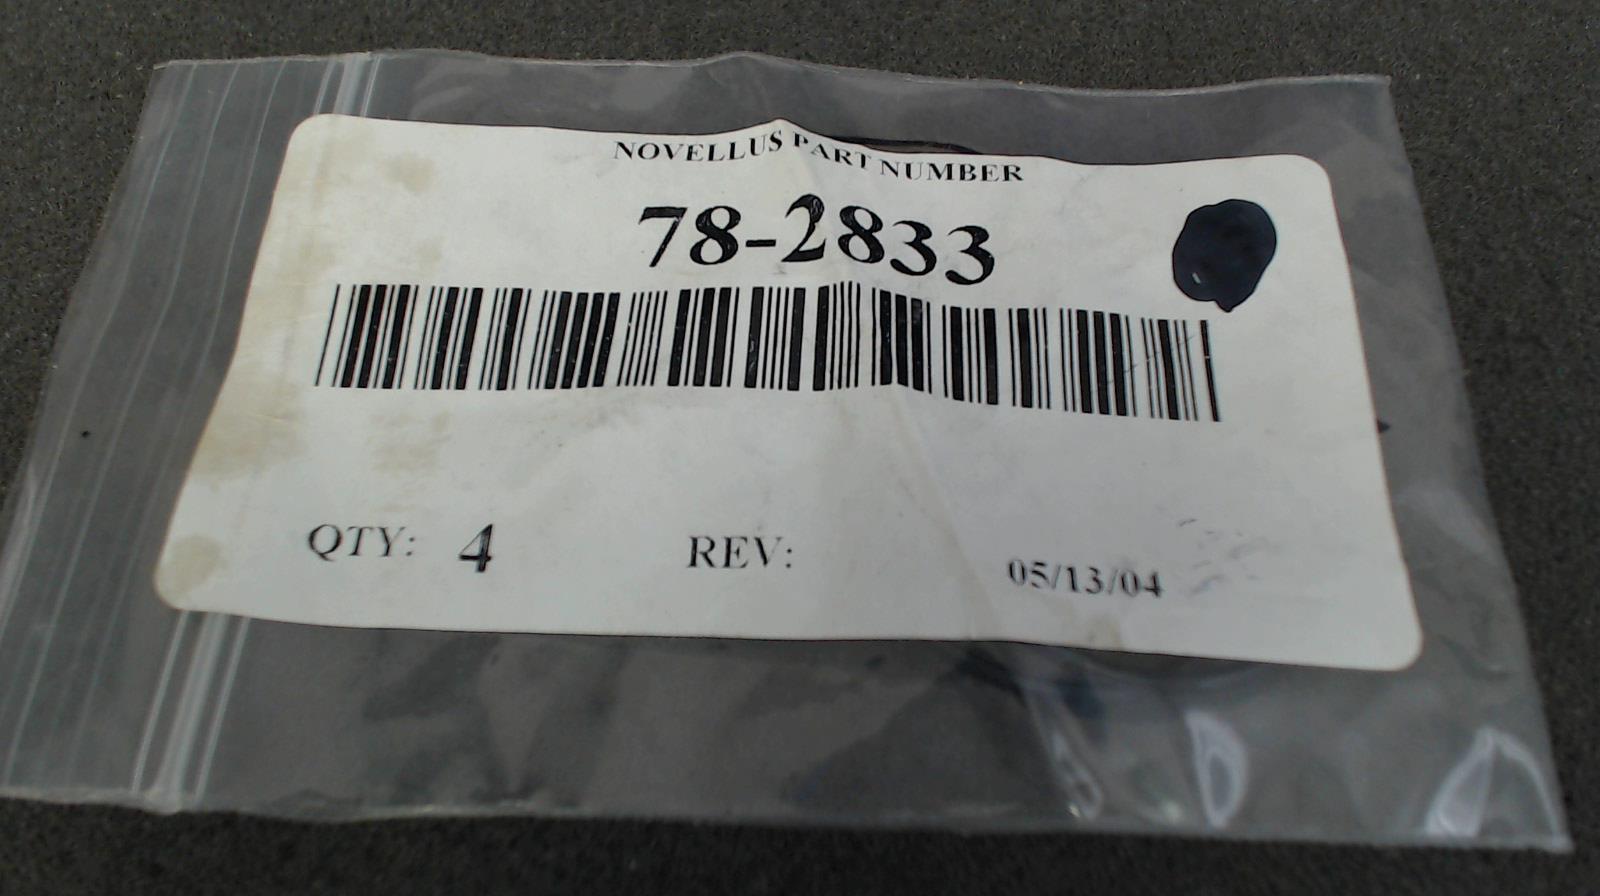 NOVELLUS PART NUMBER
78-2833
QTY: 4 REV: 05/13/04